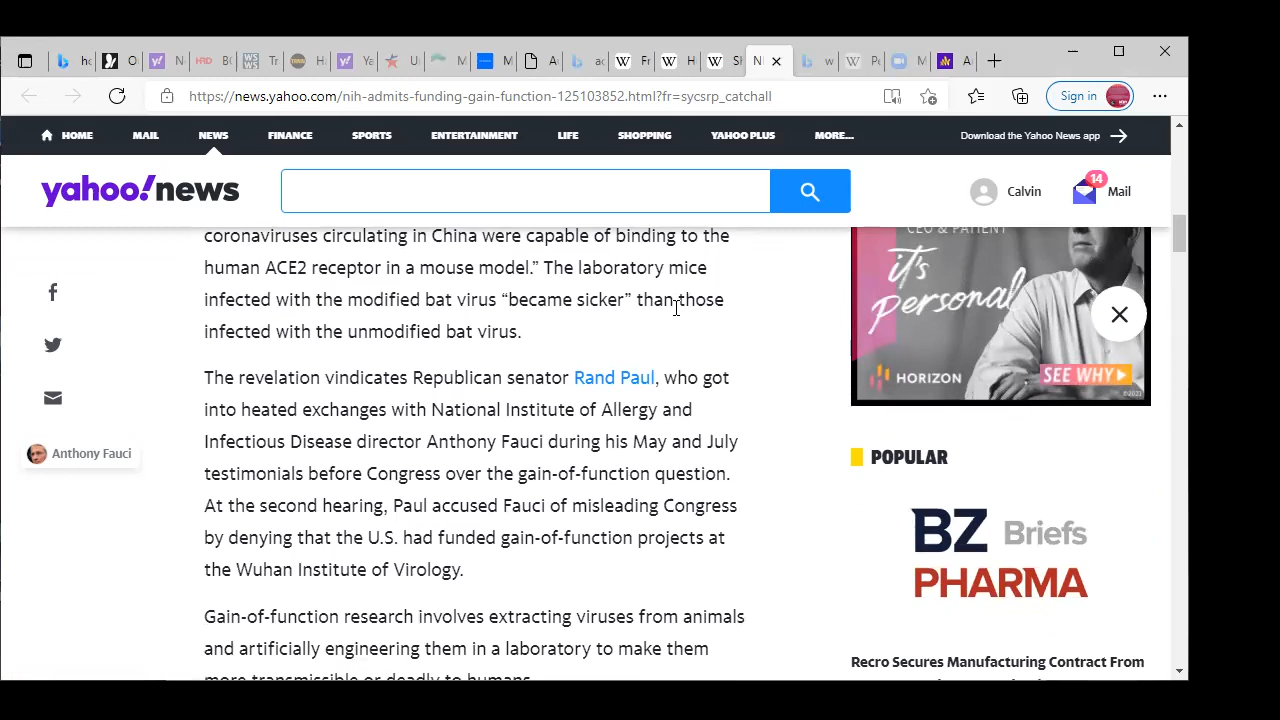 https://news.yahoo.com/nih-admits-funding-gain-function-125103852.html?fr=sycsrp_catchall
Sign in
HOME MAIL NEWS FINANCE SPORTS ENTERTAINMENT LIFE SHOPPING YAHOO PLUS MORE...
Download the Yahoo News app
yahoo!news
Calvin
14
Mail
coronaviruses circulating in China were capable of binding to the
human ACE2 receptor in a mouse model.” The laboratory mice
infected with the modified bat virus “became sicker” than those
infected with the unmodified bat virus.
The revelation vindicates Republican senator Rand Paul, who got
into heated exchanges with National Institute of Allergy and
Infectious Disease director Anthony Fauci during his May and July
testimonials before Congress over the gain-of-function question.
At the second hearing, Paul accused Fauci of misleading Congress
by denying that the U.S. had funded gain-of-function projects at
the Wuhan Institute of Virology.
Gain-of-function research involves extracting viruses from animals
and artificially engineering them in a laboratory to make them
more transmissible or deadly to humans.
Anthony Fauci
CEO & PATIENT
it's
personal
HORIZON
SEE WHY
POPULAR
BZ Briefs
PHARMA
Recro Secures Manufacturing Contract From